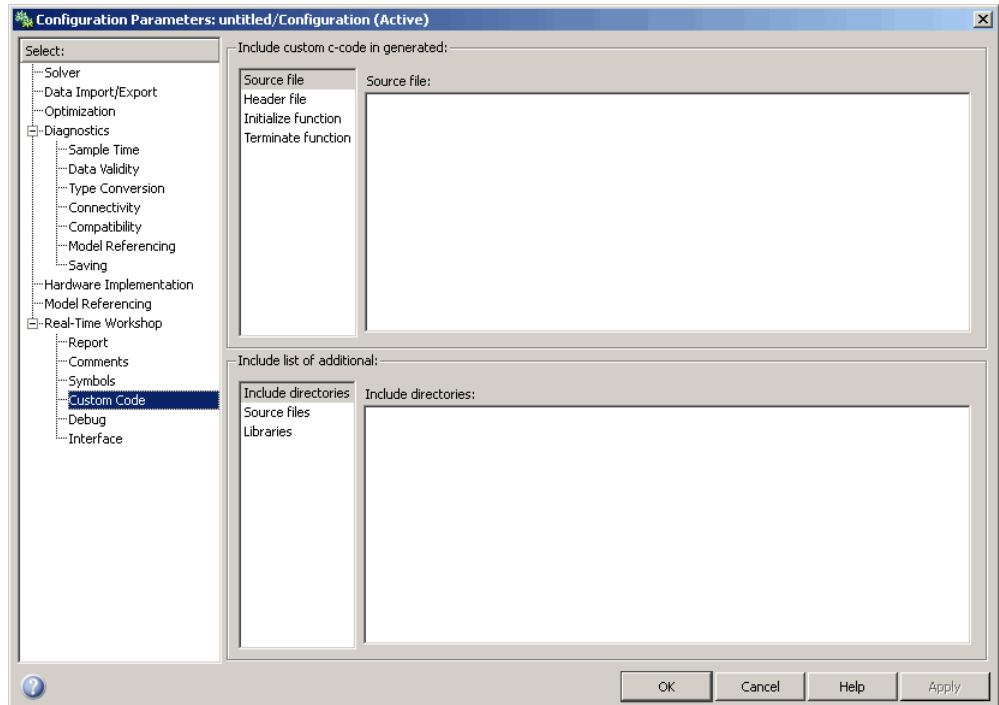 Configuration Parameters: untitled/Configuration (Active)
Select:
Solver
Data Import/Export
Optimization
Diagnostics
Sample Time
Data Validity
Type Conversion
Connectivity
Compatibility
Model Referencing
Saving
Hardware Implementation
Model Referencing
Real-Time Workshop
Report
Comments
Symbols
Custom Code
Debug
Interface
Include custom c-code in generated:
Source file
Header file
Initialize function
Terminate function
Source file:
Include list of additional:
Include directories
Source files
Libraries
Include directories:
OK
Cancel
Help
Apply